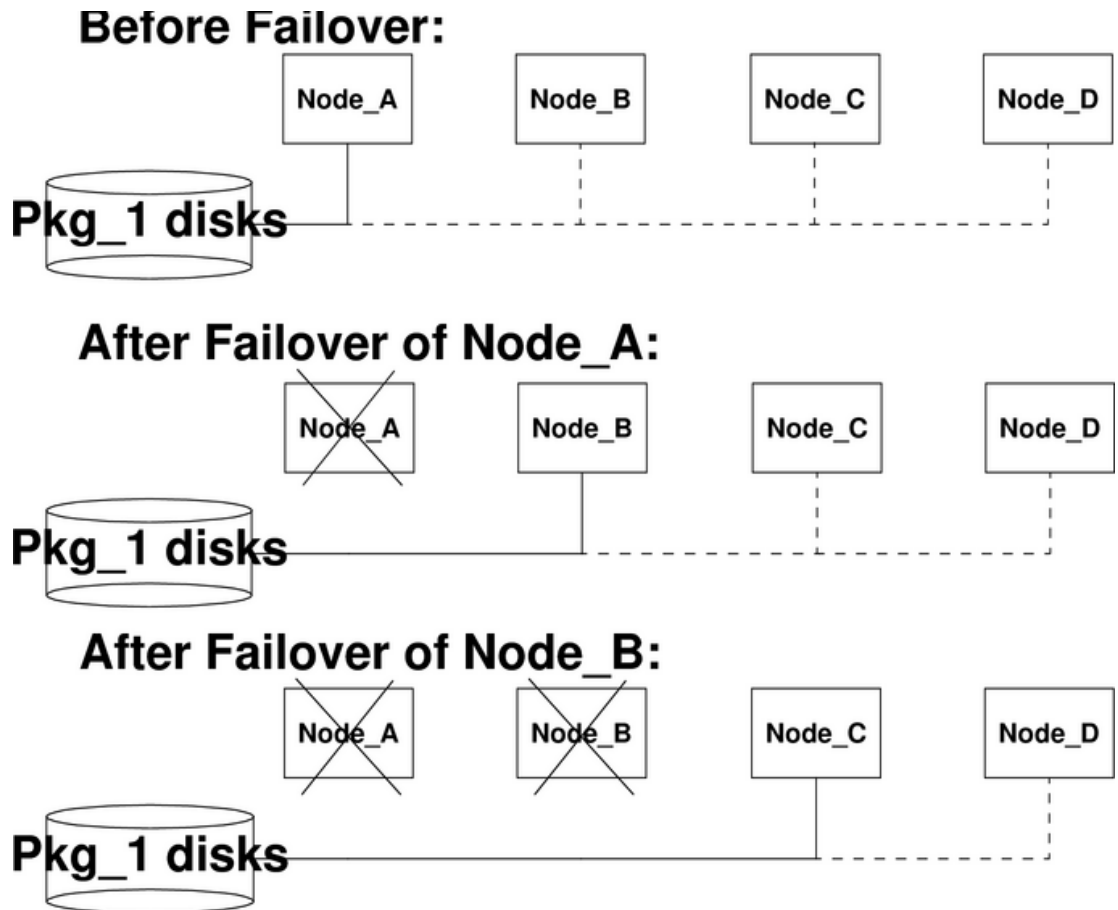 Before Failover:
Node_A Node_B Node_C Node_D
Pkg_1 disks
After Failover of Node_A:
Node_A Node_B Node_C Node_D
Pkg_1 disks
After Failover of Node_B:
Node_A Node_B Node_C Node_D
Pkg_1 disks